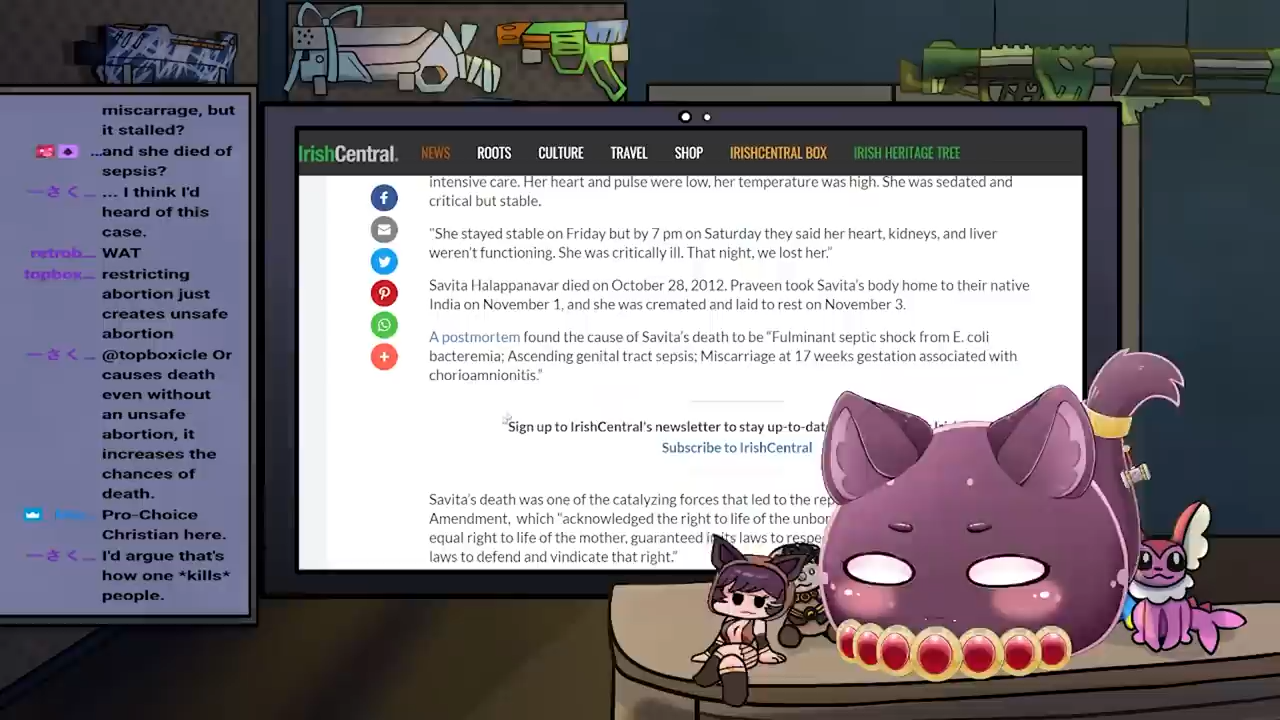 miscarrage, but
it stalled?
...and she died of
sepsis?
一さく... ... I think I'd
heard of this
case.
retrob... WAT
topbox... restricting
abortion just
creates unsafe
abortion
一さく... @topboxicle Or
causes death
even without
an unsafe
abortion, it
increases the
chances of
death.
Pro-Choice
Christian here.
一さく... I'd argue that's
how one *kills*
people.
IrishCentral. NEWS ROOTS CULTURE TRAVEL SHOP IRISHCENTRAL BOX IRISH HERITAGE TREE
intensive care. Her heart and pulse were low, her temperature was high. She was sedated and
critical but stable.
"She stayed stable on Friday but by 7 pm on Saturday they said her heart, kidneys, and liver
weren't functioning. She was critically ill. That night, we lost her."
Savita Halappanavar died on October 28, 2012. Praveen took Savita's body home to their native
India on November 1, and she was cremated and laid to rest on November 3.
A postmortem found the cause of Savita's death to be "Fulminant septic shock from E. coli
bacteremia; Ascending genital tract sepsis; Miscarriage at 17 weeks gestation associated with
chorioamnionitis."
Sign up to IrishCentral's newsletter to stay up-to-dat
Subscribe to IrishCentral
Savita's death was one of the catalyzing forces that led to the rep
Amendment, which "acknowledged the right to life of the unbor
equal right to life of the mother, guaranteed in its laws to respe
laws to defend and vindicate that right."